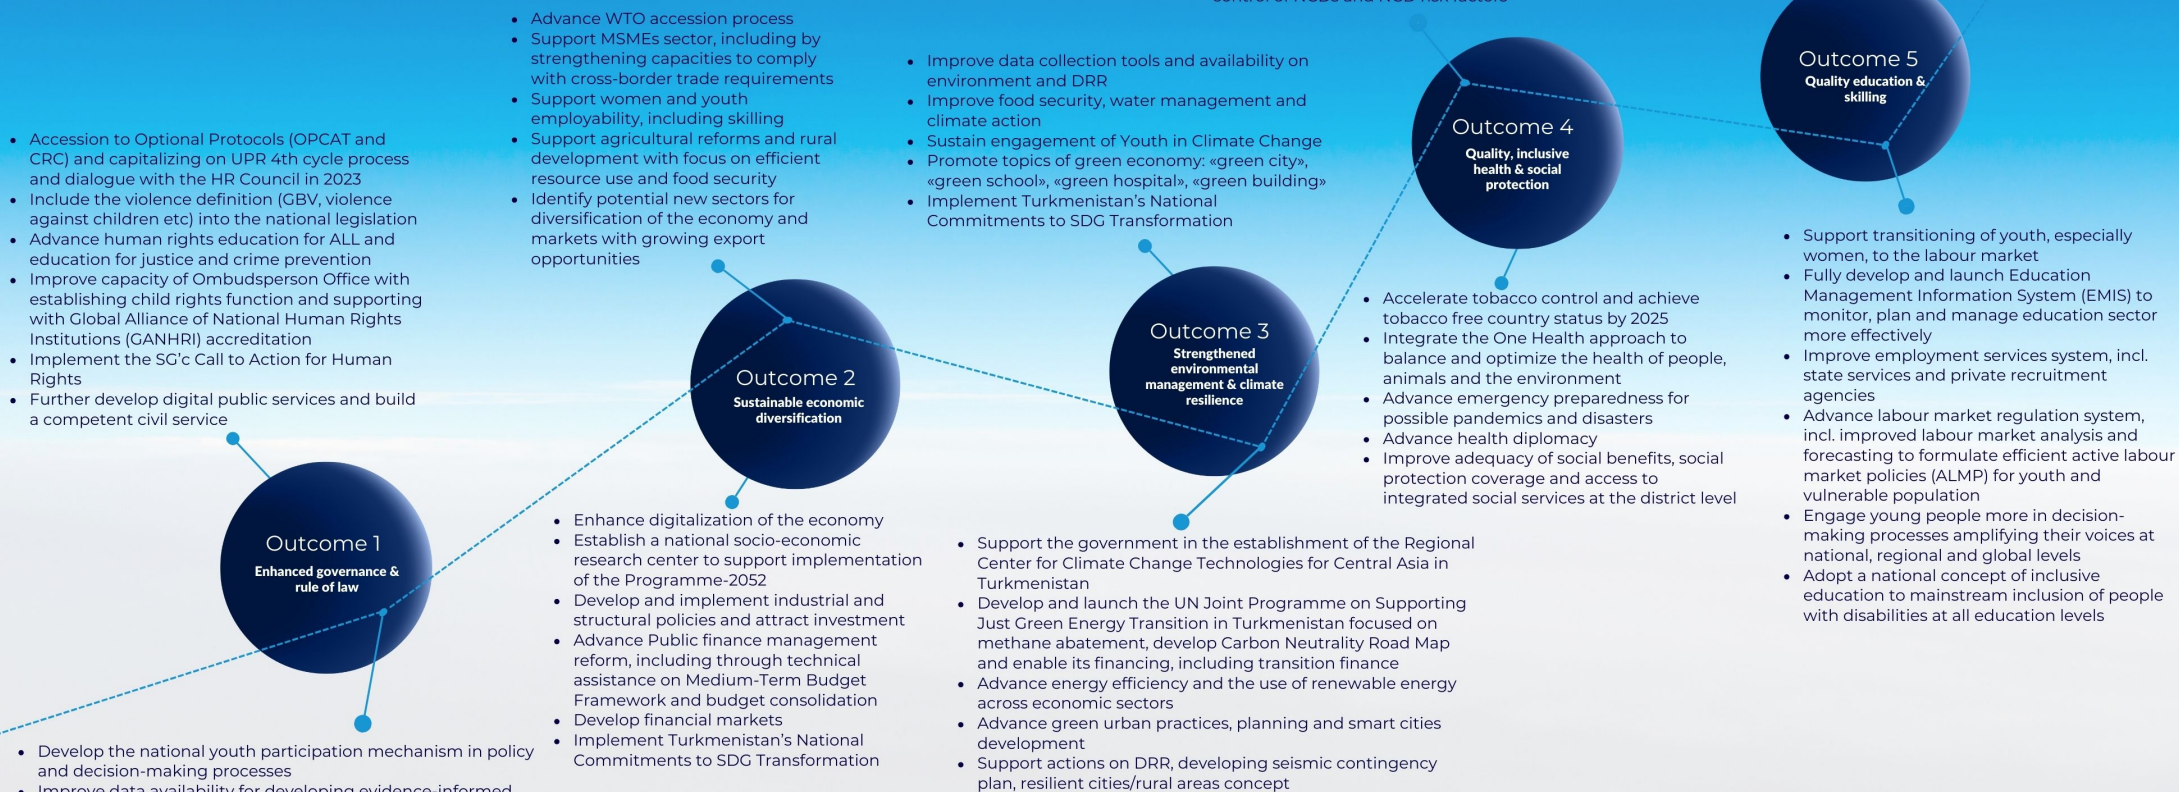 Accession to Optional Protocols (OPCAT and
CRC) and capitalizing on UPR 4th cycle process
and dialogue with the HR Council in 2023
Include the violence definition (GBV, violence
against children etc) into the national legislation
Advance human rights education for ALL and
education for justice and crime prevention
Improve capacity of Ombudsperson Office with
establishing child rights function and supporting
with Global Alliance of National Human Rights
Institutions (GANHRI) accreditation
Implement the SG'c Call to Action for Human
Rights
Further develop digital public services and build
a competent civil service
Outcome 1
Enhanced governance &
rule of law
Develop the national youth participation mechanism in policy
and decision-making processes
Improve data availability for developing evidence-informed
Advance WTO accession process
Support MSMEs sector, including by
strengthening capacities to comply
with cross-border trade requirements
Support women and youth
employability, including skilling
Support agricultural reforms and rural
development with focus on efficient
resource use and food security
Identify potential new sectors for
diversification of the economy and
markets with growing export
opportunities
Outcome 2
Sustainable economic
diversification
Enhance digitalization of the economy
Establish a national socio-economic
research center to support implementation
of the Programme-2052
Develop and implement industrial and
structural policies and attract investment
Advance Public finance management
reform, including through technical
assistance on Medium-Term Budget
Framework and budget consolidation
Develop financial markets
Implement Turkmenistan's National
Commitments to SDG Transformation
Improve data collection tools and availability on
environment and DRR
Improve food security, water management and
climate action
Sustain engagement of Youth in Climate Change
Promote topics of green economy: «green city»,
«green school», «green hospital», «green building»
Implement Turkmenistan's National
Commitments to SDG Transformation
Outcome 3
Strengthened
environmental
management & climate
resilience
Support the government in the establishment of the Regional
Center for Climate Change Technologies for Central Asia in
Turkmenistan
Develop and launch the UN Joint Programme on Supporting
Just Green Energy Transition in Turkmenistan focused on
methane abatement, develop Carbon Neutrality Road Map
and enable its financing, including transition finance
Advance energy efficiency and the use of renewable energy
across economic sectors
Advance green urban practices, planning and smart cities
development
Support actions on DRR, developing seismic contingency
plan, resilient cities/rural areas concept
control of NCDs and NCD risk factors
Outcome 4
Quality, inclusive
health & social
protection
Accelerate tobacco control and achieve
tobacco free country status by 2025
Integrate the One Health approach to
balance and optimize the health of people,
animals and the environment
Advance emergency preparedness for
possible pandemics and disasters
Advance health diplomacy
Improve adequacy of social benefits, social
protection coverage and access to
integrated social services at the district level
Outcome 5
Quality education &
skilling
Support transitioning of youth, especially
women, to the labour market
Fully develop and launch Education
Management Information System (EMIS) to
monitor, plan and manage education sector
more effectively
Improve employment services system, incl.
state services and private recruitment
agencies
Advance labour market regulation system,
incl. improved labour market analysis and
forecasting to formulate efficient active labour
market policies (ALMP) for youth and
vulnerable population
Engage young people more in decision-
making processes amplifying their voices at
national, regional and global levels
Adopt a national concept of inclusive
education to mainstream inclusion of people
with disabilities at all education levels